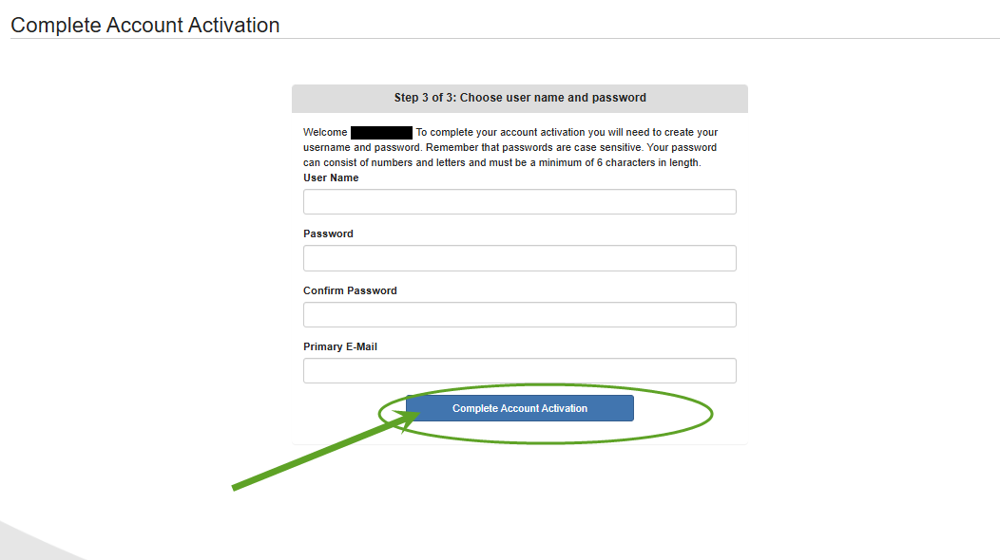 Complete Account Activation
Step 3 of 3: Choose user name and password
Welcome To complete your account activation you will need to create your
username and password. Remember that passwords are case sensitive. Your password
can consist of numbers and letters and must be a minimum of 6 characters in length.
User Name
Password
Confirm Password
Primary E-Mail
Complete Account Activation